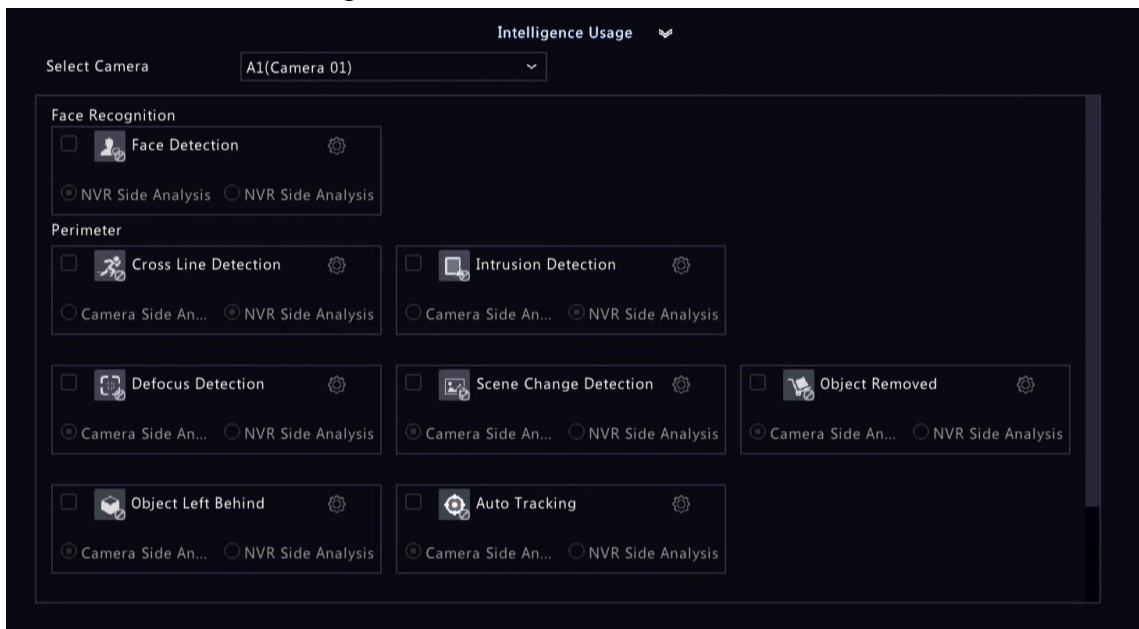 Intelligence Usage
Select Camera A1(Camera 01)
Face Recognition
Face Detection
NVR Side Analysis NVR Side Analysis
Perimeter
Cross Line Detection Intrusion Detection
Camera Side An... NVR Side Analysis Camera Side An... NVR Side Analysis
Defocus Detection Scene Change Detection Object Removed
Camera Side An... NVR Side Analysis Camera Side An... NVR Side Analysis Camera Side An... NVR Side Analysis
Object Left Behind Auto Tracking
Camera Side An... NVR Side Analysis Camera Side An... NVR Side Analysis